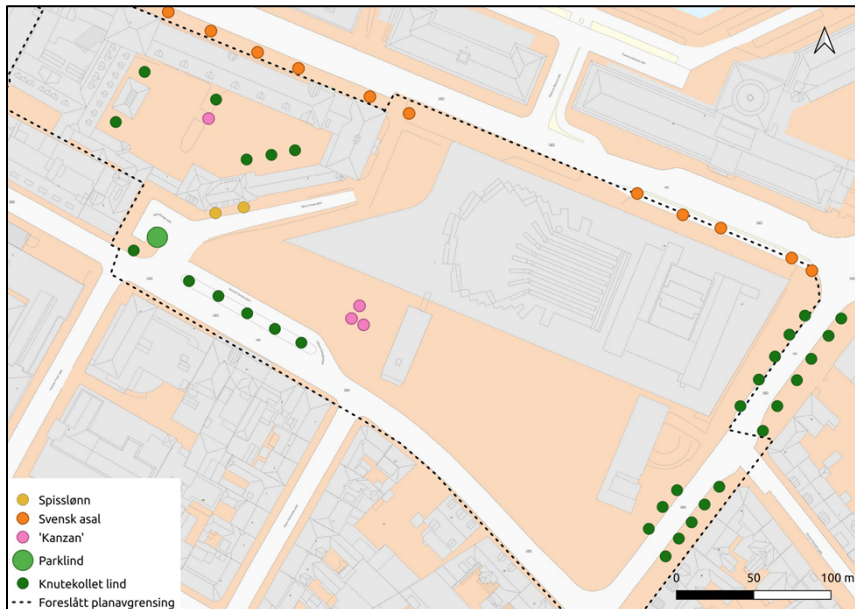 Spisslønn
Svensk asal
'Kanzan'
Parklind
Knutekollet lind
Foreslått planavgrensing
0 50 100 m